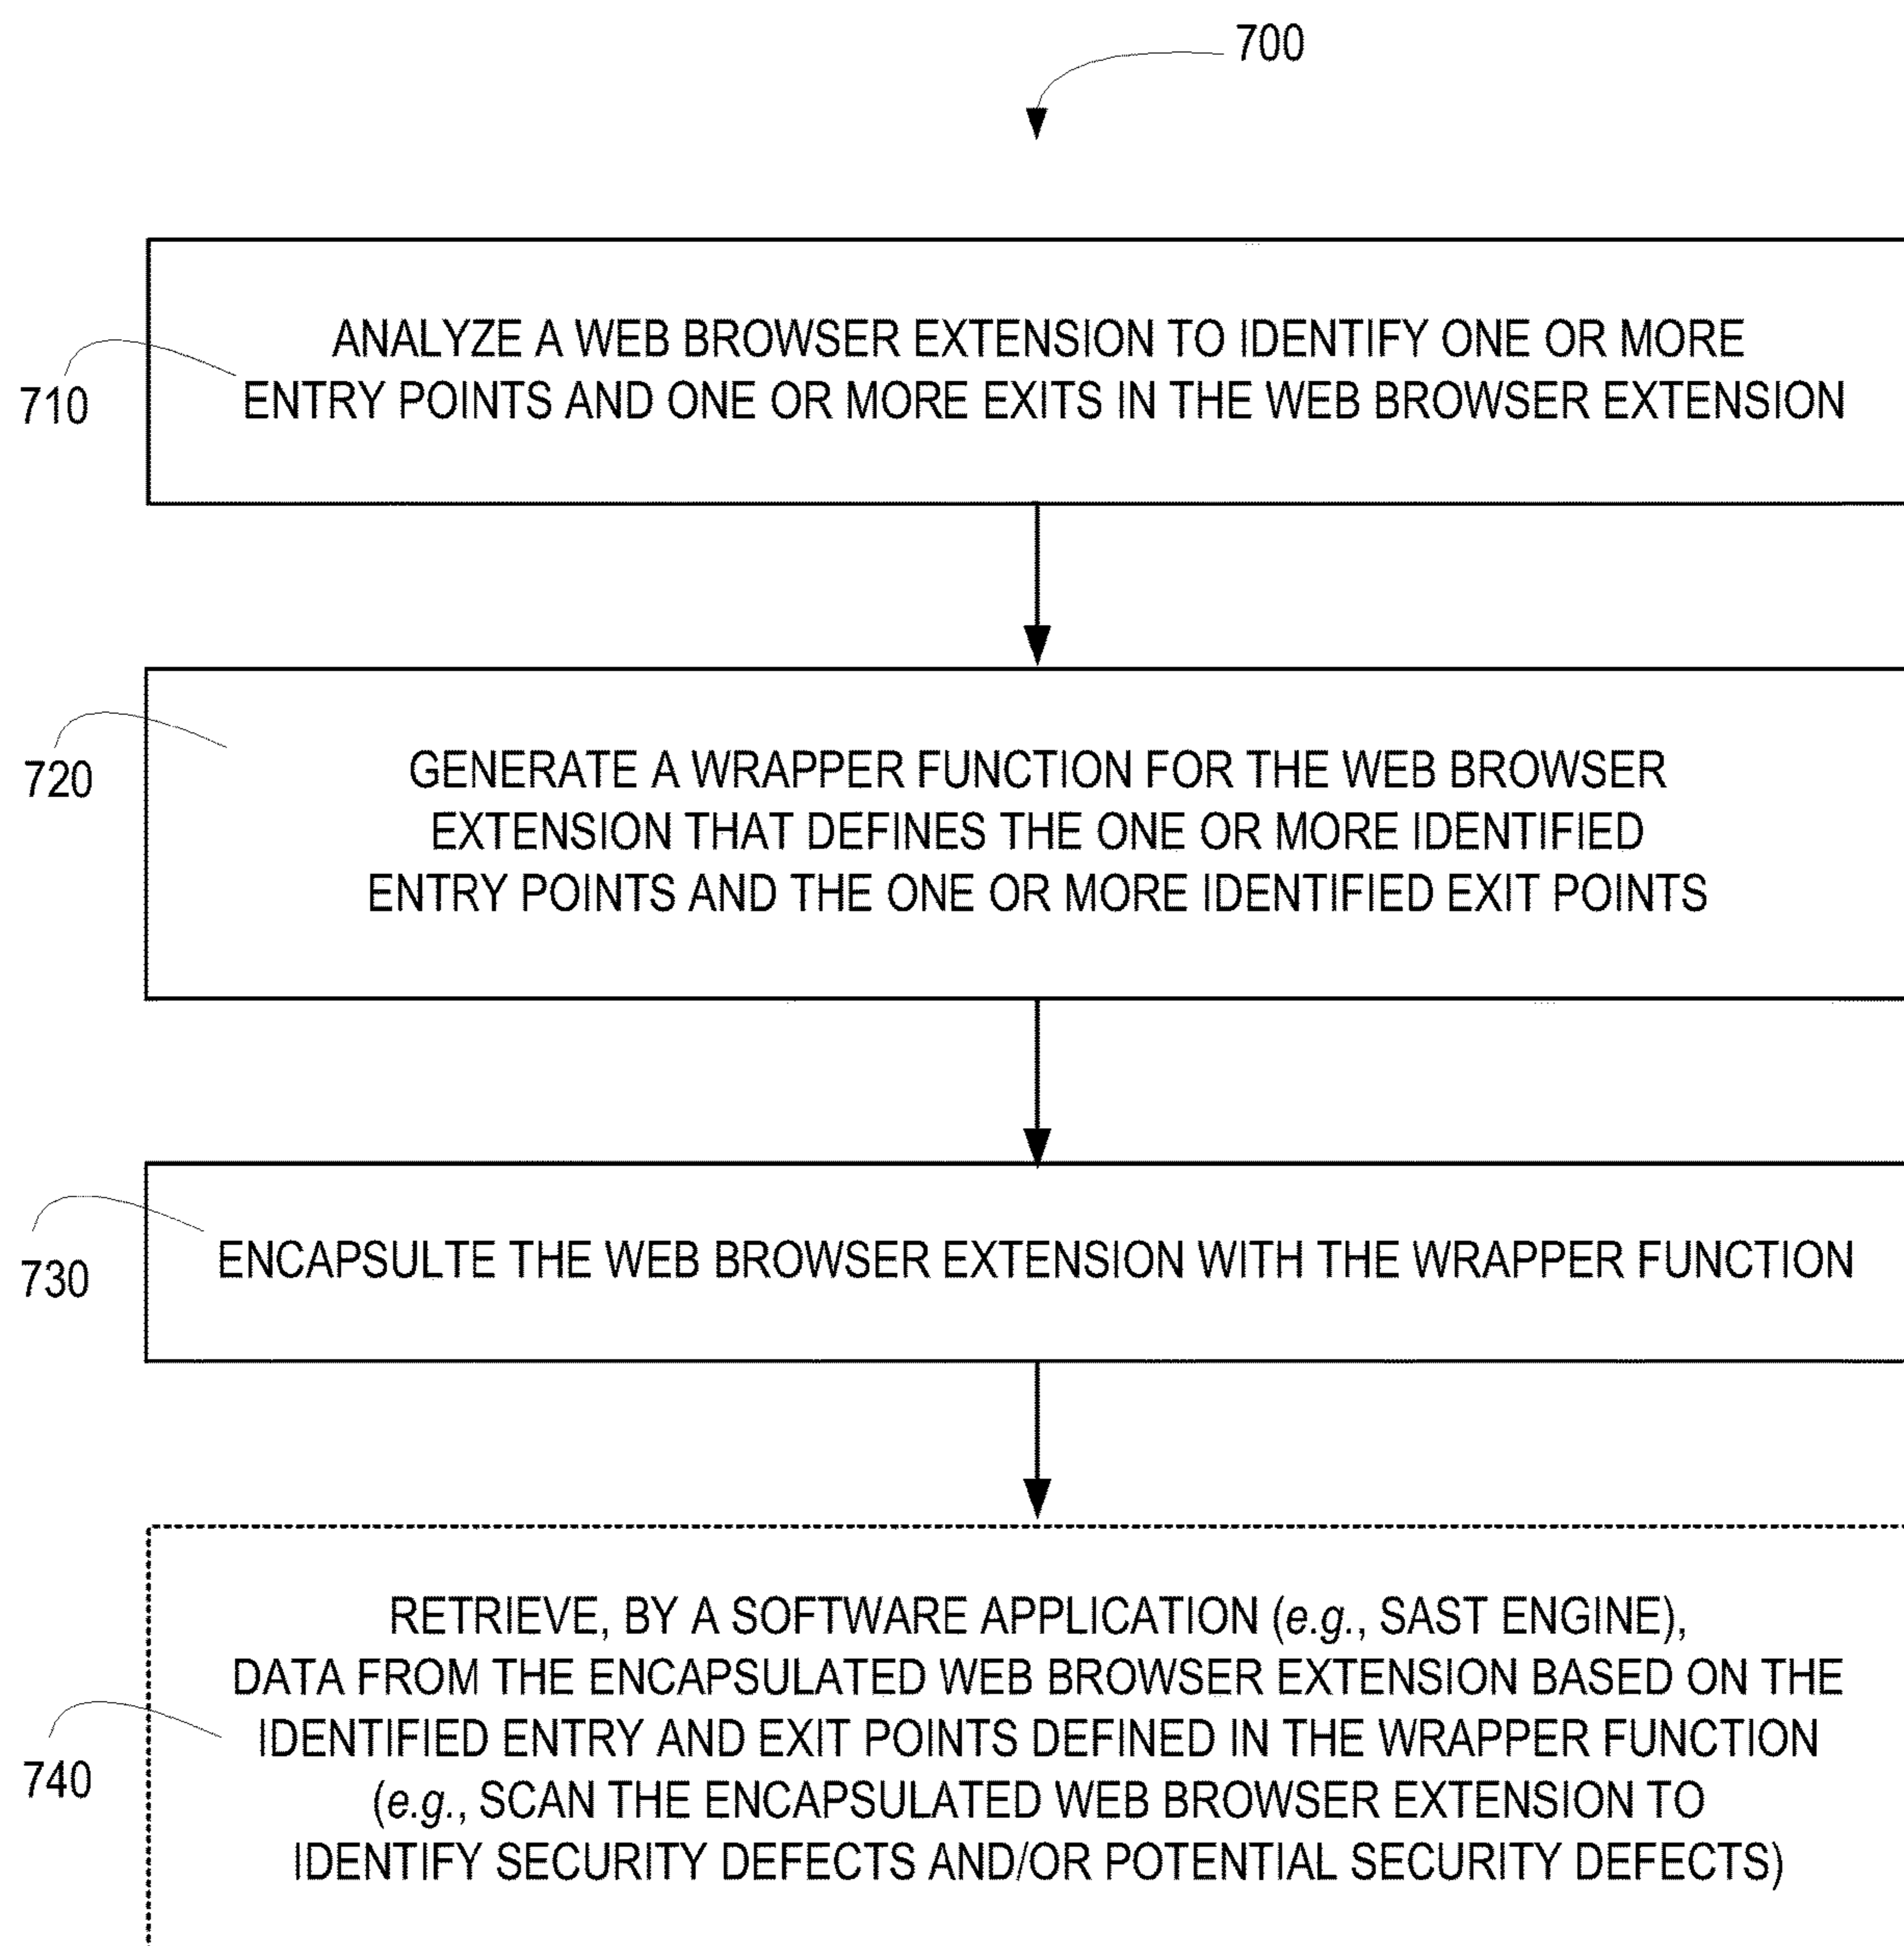 700
ANALYZE A WEB BROWSER EXTENSION TO IDENTIFY ONE OR MORE
ENTRY POINTS AND ONE OR MORE EXITS IN THE WEB BROWSER EXTENSION
710
GENERATE A WRAPPER FUNCTION FOR THE WEB BROWSER
EXTENSION THAT DEFINES THE ONE OR MORE IDENTIFIED
ENTRY POINTS AND THE ONE OR MORE IDENTIFIED EXIT POINTS
720
ENCAPSULTE THE WEB BROWSER EXTENSION WITH THE WRAPPER FUNCTION
730
RETRIEVE, BY A SOFTWARE APPLICATION (e.g., SAST ENGINE),
DATA FROM THE ENCAPSULATED WEB BROWSER EXTENSION BASED ON THE
IDENTIFIED ENTRY AND EXIT POINTS DEFINED IN THE WRAPPER FUNCTION
(e.g., SCAN THE ENCAPSULATED WEB BROWSER EXTENSION TO
IDENTIFY SECURITY DEFECTS AND/OR POTENTIAL SECURITY DEFECTS)
740